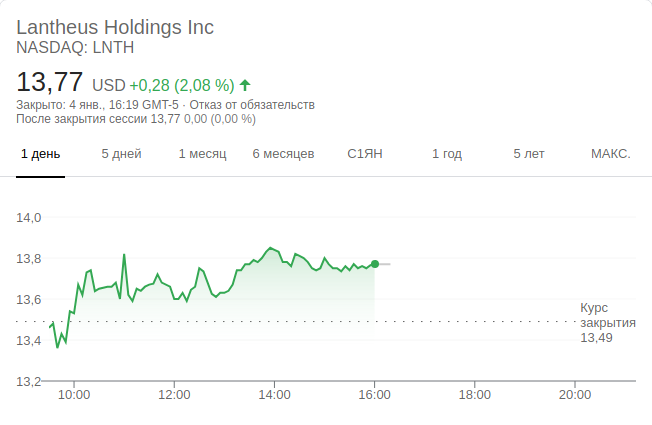 Lantheus Holdings Inc
NASDAQ: LNTH
13,77 USD +0,28 (2,08 %)
Закрыто: 4 янв., 16:19 GMT-5 · Отказ от обязательств
После закрытия сессии 13,77 0,00 (0,00 %)
1 день 5 дней 1 месяц 6 месяцев С1ЯН 1 год 5 лет МАКС.
14,0
13,8
13,6
Курс
закрытия
13,49
13,4
13,2
10:00 12:00 14:00 16:00 18:00 20:00